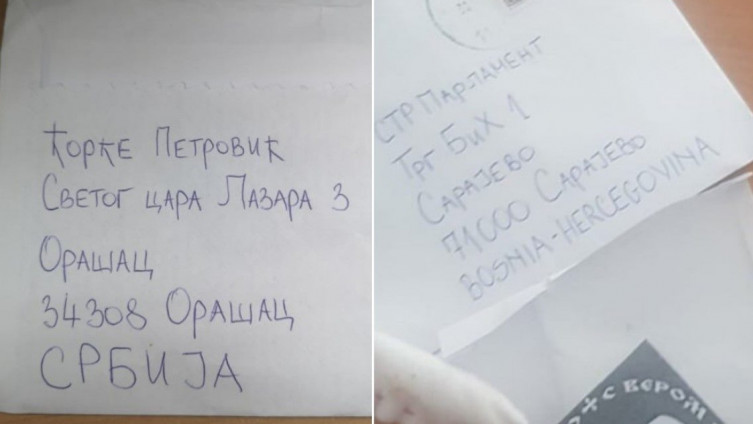 Ђорђе Петровић
Светог цара Лазара 3
Орашац
34308 Орашац
СРБИЈА
СТР ПАРЛАМЕНТ
Трг БиХ 1
САРАЈЕВО
71000 САРАЈЕВО
BOSNIA-HERCEGOVINA
С ВЕРОМ